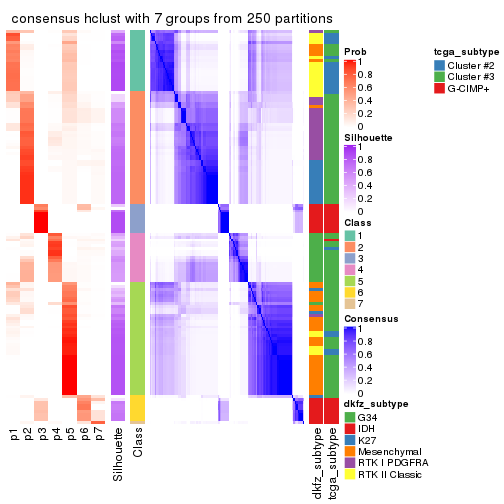 consensus hclust with 7 groups from 250 partitions
Prob
1
0.8
0.6
0.4
0.2
0
Silhouette
1
0.8
0.6
0.4
0.2
0
Class
1
2
3
4
5
6
7
Consensus
1
0.8
0.6
0.4
0.2
0
dkfz_subtype
G34
IDH
K27
Mesenchymal
RTK I PDGFRA
RTK II Classic
tcga_subtype
Cluster #2
Cluster #3
G-CIMP+
p1
p2
p3
p4
p5
p6
p7
Silhouette
Class
dkfz_subtype
tcga_subtype